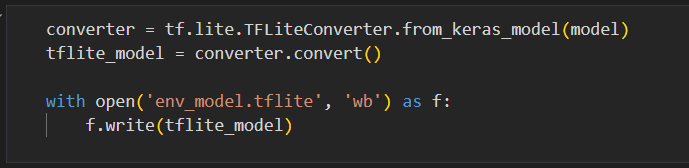 converter = tf.lite.TFLiteConverter.from_keras_model(model)
tflite_model = converter.convert()
with open('env_model.tflite', 'wb') as f:
    f.write(tflite_model)